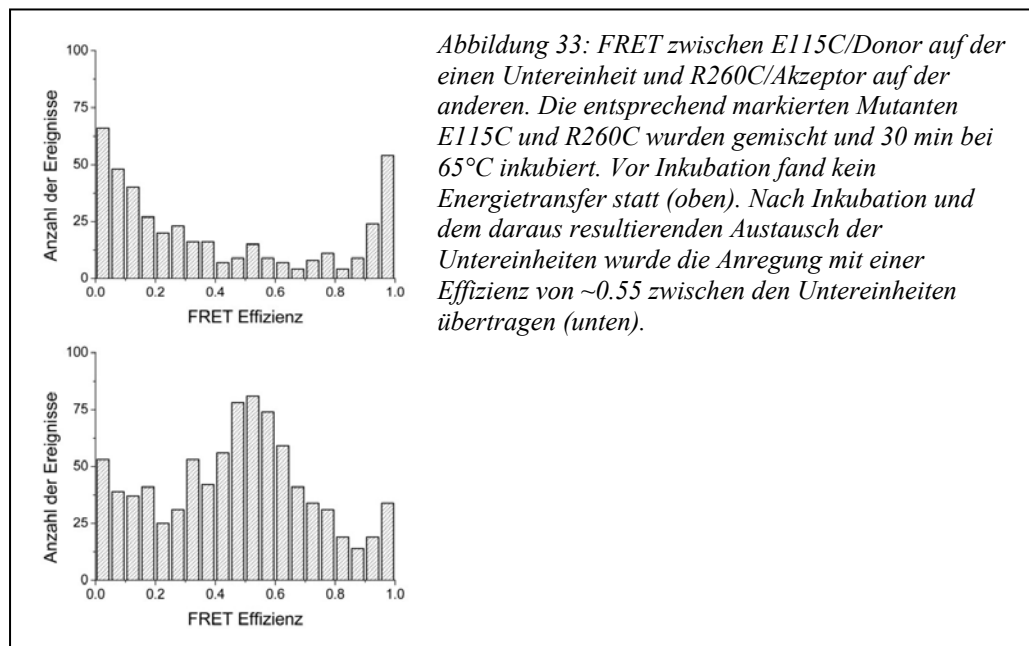 100
75
50
25
0
0.0 0.2 0.4 0.6 0.8 1.0
Anzahl der Ereignisse
FRET Effizienz
100
75
50
25
0
0.0 0.2 0.4 0.6 0.8 1.0
Anzahl der Ereignisse
FRET Effizienz
Abbildung 33: FRET zwischen E115C/Donor auf der
einen Untereinheit und R260C/Akzeptor auf der
anderen. Die entsprechend markierten Mutanten
E115C und R260C wurden gemischt und 30 min bei
65°C inkubiert. Vor Inkubation fand kein
Energietransfer statt (oben). Nach Inkubation und
dem daraus resultierenden Austausch der
Untereinheiten wurde die Anregung mit einer
Effizienz von ~0.55 zwischen den Untereinheiten
übertragen (unten).